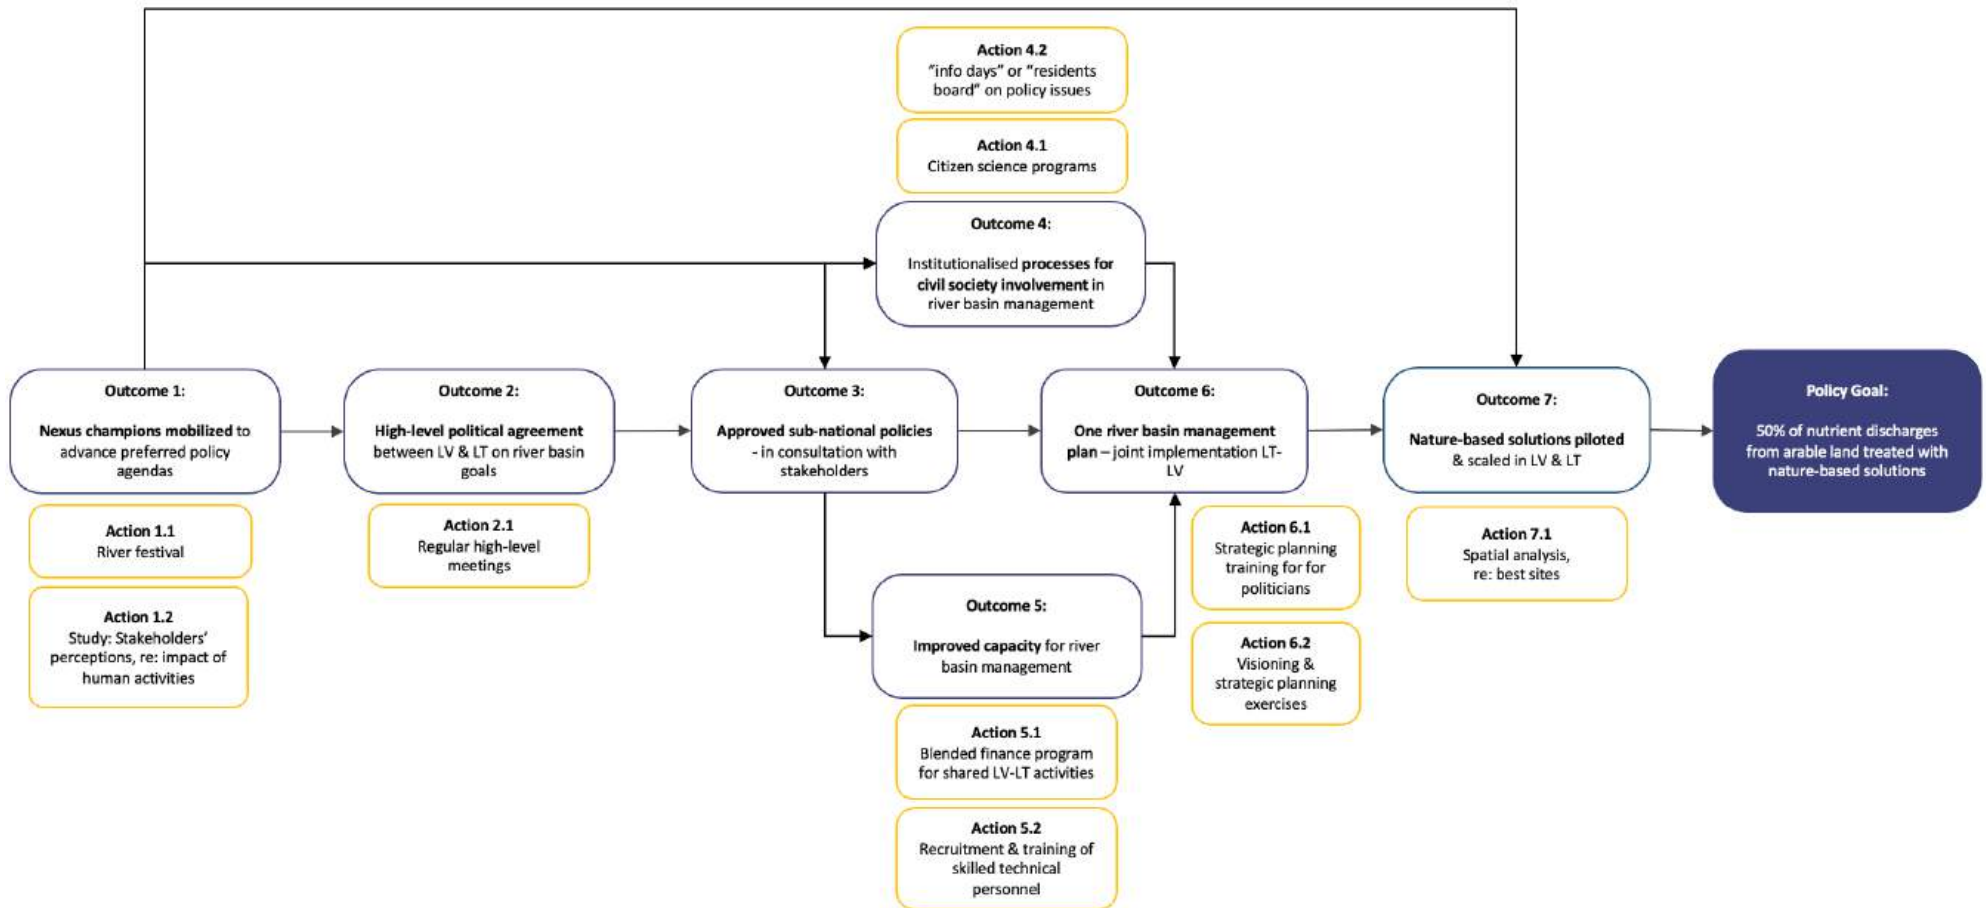 Action 4.2
"info days" or "residents
board" on policy issues
Action 4.1
Citizen science programs
Outcome 4:
Institutionalised processes for
civil society involvement in
river basin management
Outcome 1:
Nexus champions mobilized to
advance preferred policy
agendas
Action 1.1
River festival
Action 1.2
Study: Stakeholders'
perceptions, re: impact of
human activities
Outcome 2:
High-level political agreement
between LV & LT on river basin
goals
Action 2.1
Regular high-level
meetings
Outcome 3:
Approved sub-national policies
- in consultation with
stakeholders
Outcome 5:
Improved capacity for river
basin management
Action 5.1
Blended finance program
for shared LV-LT activities
Action 5.2
Recruitment & training of
skilled technical
personnel
Outcome 6:
One river basin management
plan – joint implementation LT-
LV
Action 6.1
Strategic planning
training for for
politicians
Action 6.2
Visioning &
strategic planning
exercises
Outcome 7:
Nature-based solutions piloted
& scaled in LV & LT
Action 7.1
Spatial analysis,
re: best sites
Policy Goal:
50% of nutrient discharges
from arable land treated with
nature-based solutions